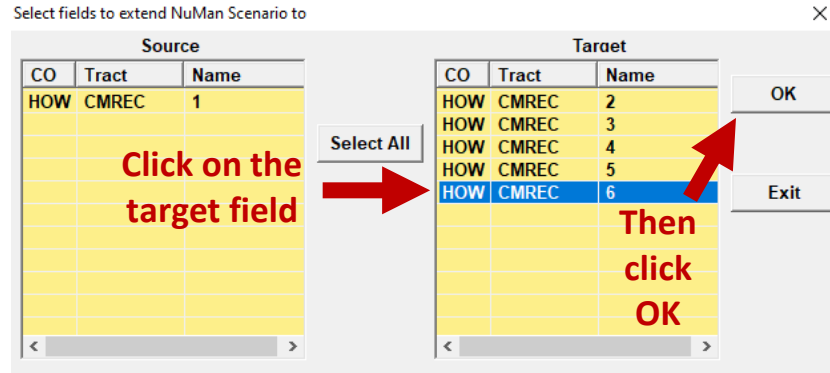 Select fields to extend NuMan Scenario to
Source
CO Tract Name
HOW CMREC 1
Select All
Target
CO Tract Name
HOW CMREC 2
HOW CMREC 3
HOW CMREC 4
HOW CMREC 5
HOW CMREC 6
OK
Exit
Click on the
target field
Then
click
OK